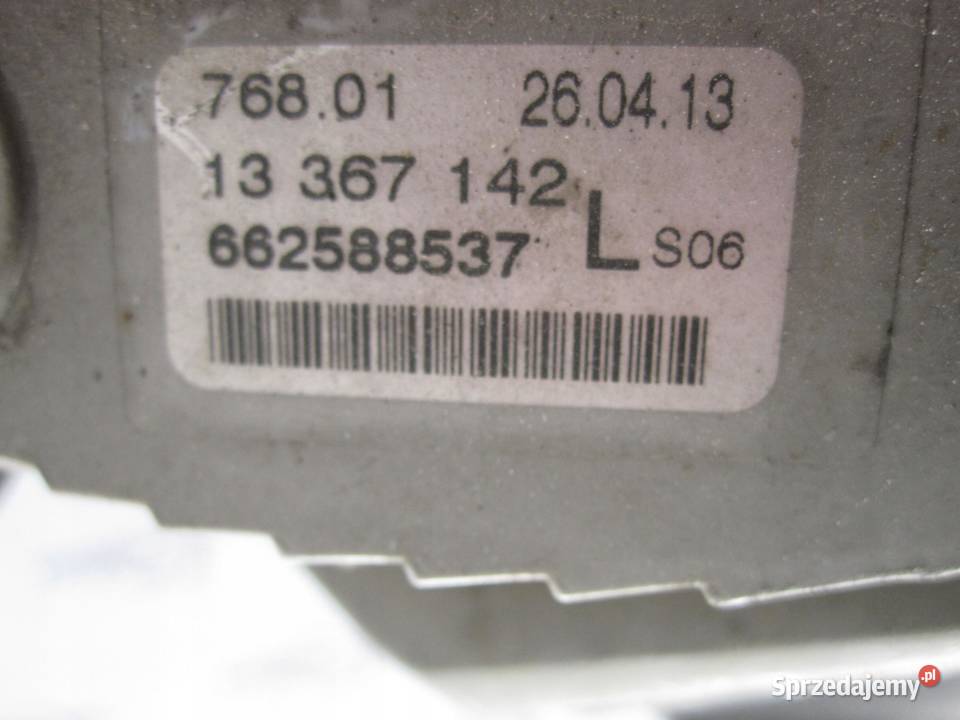 768.01 26.04.13
13 367 142
662588537 L S06
Sprzedajemy.pl